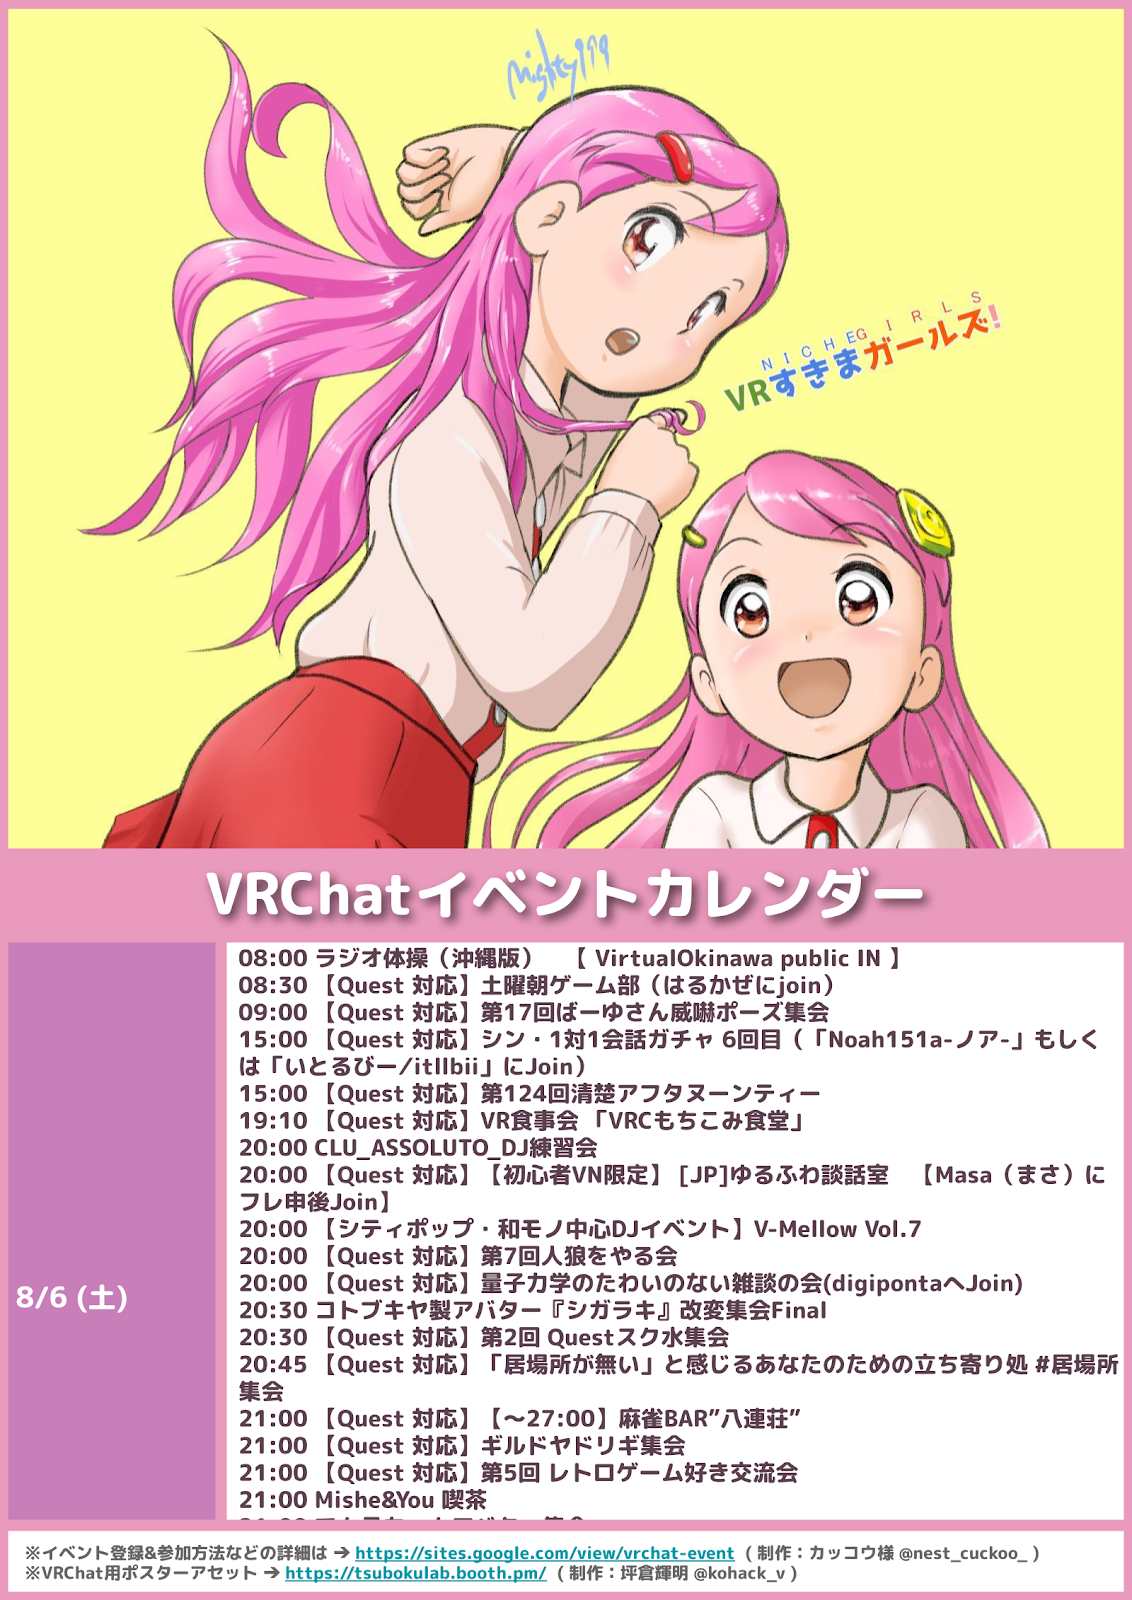 mighty199
NICHE GIRLS
VRすきまガールズ!
VRChatイベントカレンダー
8/6 (土)
08:00 ラジオ体操（沖縄版）　【 VirtualOkinawa public IN 】
08:30 【Quest 対応】土曜朝ゲーム部（はるかぜにjoin）
09:00 【Quest 対応】第17回ばーゆさん威嚇ポーズ集会
15:00 【Quest 対応】シン・1対1会話ガチャ 6回目（「Noah151a-ノア-」もしく
は「いとるびー/itllbii」にJoin）
15:00 【Quest 対応】第124回清楚アフタヌーンティー
19:10 【Quest 対応】VR食事会 「VRCもちこみ食堂」
20:00 CLU_ASSOLUTO_DJ練習会
20:00 【Quest 対応】【初心者VN限定】 [JP]ゆるふわ談話室　【Masa（まさ）に
フレ申後Join】
20:00 【シティポップ・和モノ中心DJイベント】V-Mellow Vol.7
20:00 【Quest 対応】第7回人狼をやる会
20:00 【Quest 対応】量子力学のたわいのない雑談の会(digipontaへJoin)
20:30 コトブキヤ製アバター『シガラキ』改変集会Final
20:30 【Quest 対応】第2回 Questスク水集会
20:45 【Quest 対応】「居場所が無い」と感じるあなたのための立ち寄り処 #居場所
集会
21:00 【Quest 対応】【～27:00】麻雀BAR”八連荘”
21:00 【Quest 対応】ギルドヤドリギ集会
21:00 【Quest 対応】第5回 レトロゲーム好き交流会
21:00 Mishe&You 喫茶
※イベント登録&参加方法などの詳細は → https://sites.google.com/view/vrchat-event （ 制作：カッコウ様 @nest_cuckoo_ ）
※VRChat用ポスターアセット → https://tsubokulab.booth.pm/ （ 制作：坪倉輝明 @kohack_v ）